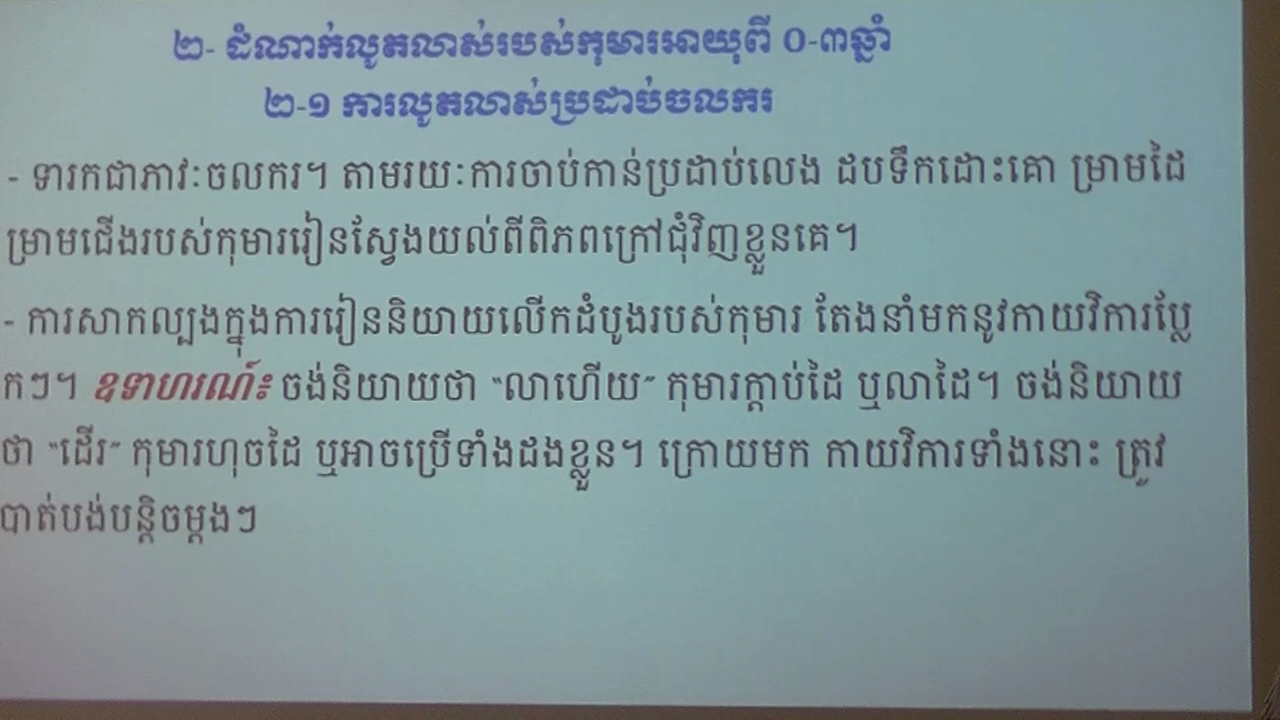 ២- ដំណាក់លូតលាស់របស់កុមារអាយុពី ០-៣ឆ្នាំ
២-១ ការលូតលាស់ប្រដាប់ចលករ
- ទារកជាភាវៈចលករ។ តាមរយៈការចាប់កាន់ប្រដាប់លេង ដបទឹកដោះគោ ម្រាមដៃ
ម្រាមជើងរបស់កុមាររៀនស្វែងយល់ពីពិភពក្រៅជុំវិញខ្លួនគេ។
- ការសាកល្បងក្នុងការរៀននិយាយលើកដំបូងរបស់កុមារ តែងនាំមកនូវកាយវិការប្លែ
កៗ។ ឧទាហរណ៍៖ ចង់និយាយថា “លាហើយ” កុមារក្តាប់ដៃ ឬលាដៃ។ ចង់និយាយ
ថា “ដើរ” កុមារហុចដៃ ឬអាចប្រើទាំងដងខ្លួន។ ក្រោយមក កាយវិការទាំងនោះ ត្រូវ
បាត់បង់បន្តិចម្តងៗ